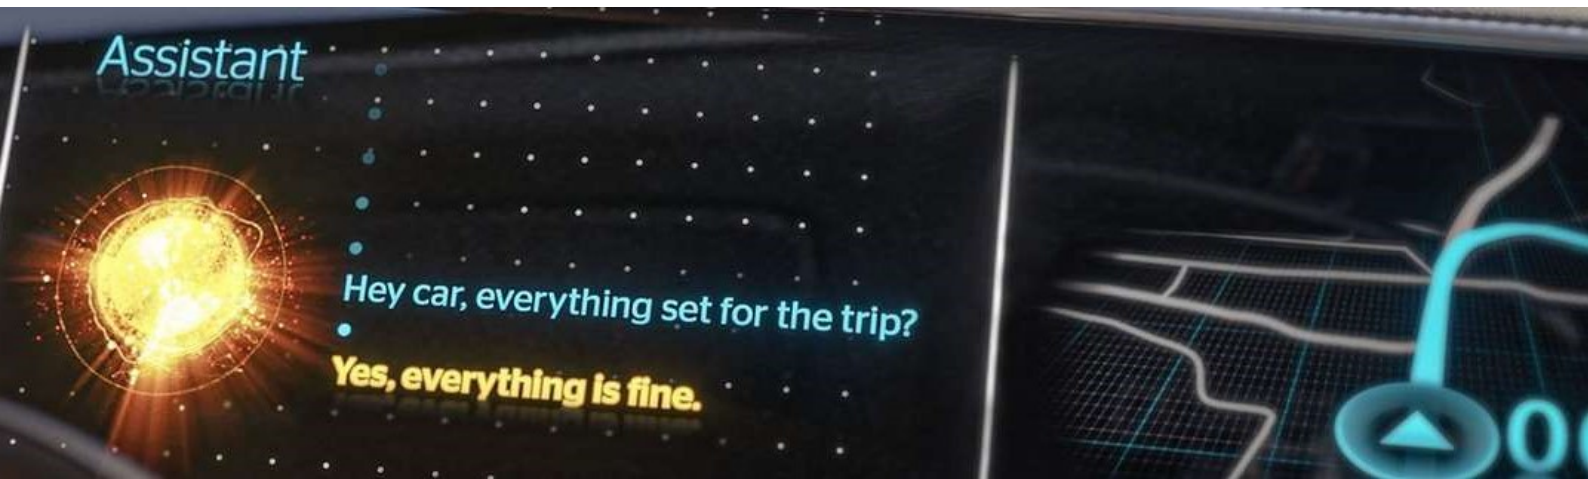 Assistant
Hey car, everything set for the trip?
Yes, everything is fine.